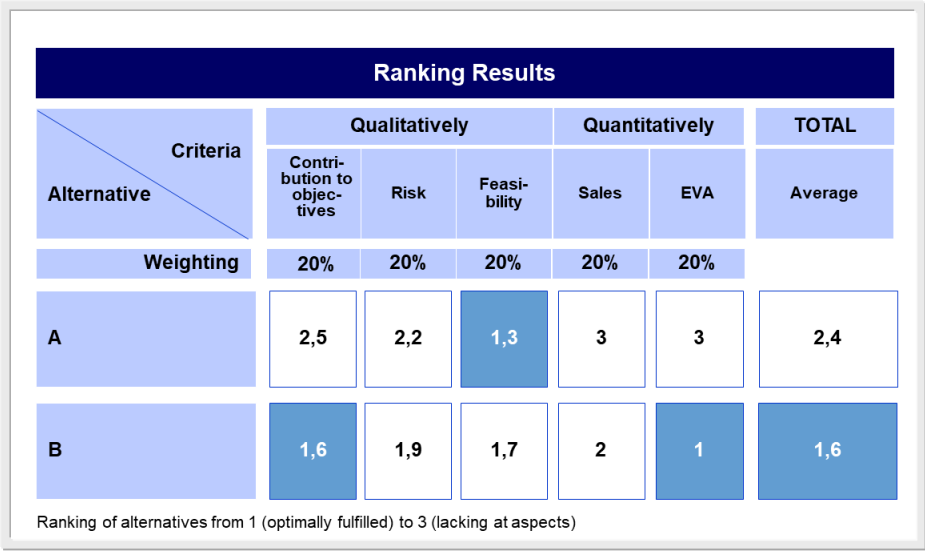 Ranking Results
Criteria
Alternative
Qualitatively
Quantitatively
TOTAL
Contri-
bution to
objec-
tives
Risk
Feasi-
bility
Sales
EVA
Average
Weighting
20%
20%
20%
20%
20%
A
2,5
2,2
1,3
3
3
2,4
B
1,6
1,9
1,7
2
1
1,6
Ranking of alternatives from 1 (optimally fulfilled) to 3 (lacking at aspects)